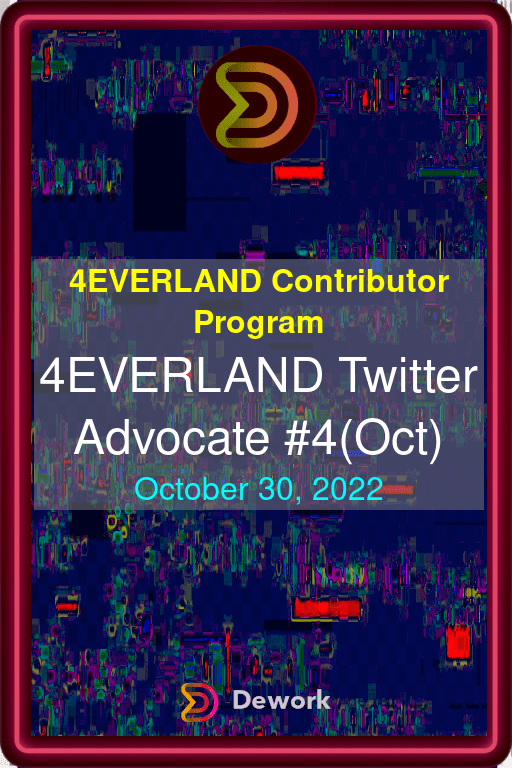 4EVERLAND Contributor
Program
4EVERLAND Twitter
Advocate #4(Oct)
October 30, 2022
Dework